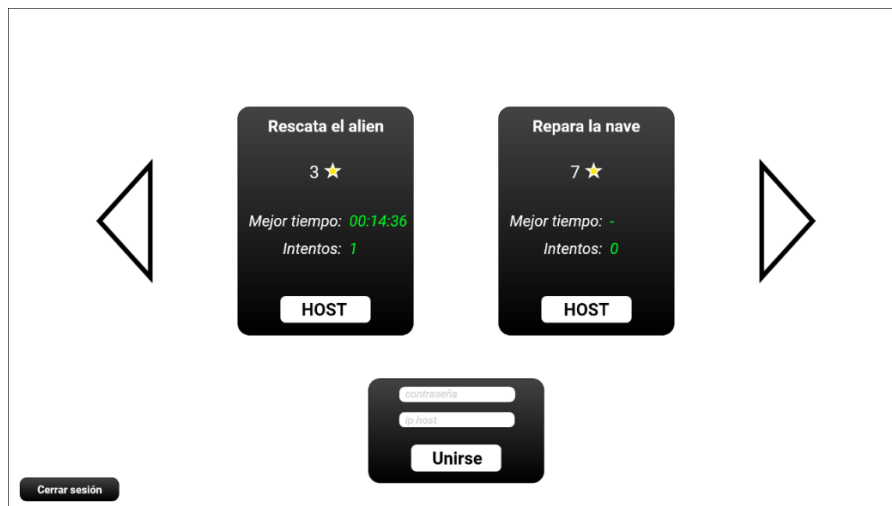 Rescata el alien
3
Mejor tiempo: 00:14:36
Intentos: 1
HOST
Repara la nave
7
Mejor tiempo: -
Intentos: 0
HOST
contraseña
ip host
Unirse
Cerrar sesión